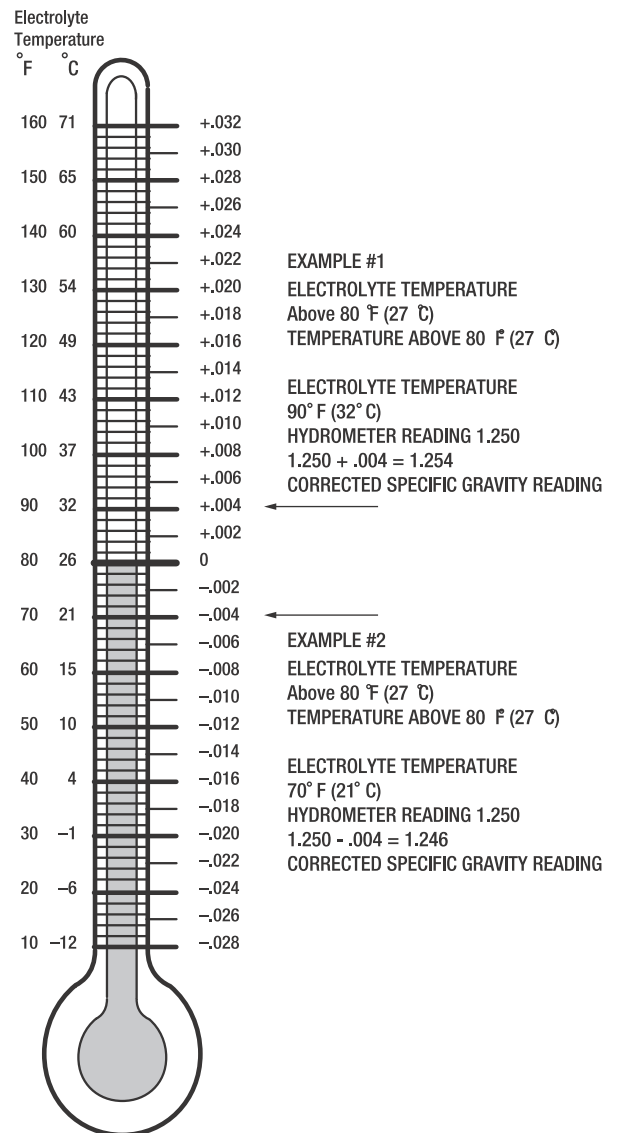 Electrolyte
Temperature
°F °C
160 71 +.032
+.030
150 65 +.028
+.026
140 60 +.024
+.022
130 54 +.020
+.018
120 49 +.016
+.014
110 43 +.012
+.010
100 37 +.008
+.006
90 32 +.004
+.002
80 26 0
–.002
70 21 –.004
–.006
60 15 –.008
–.010
50 10 –.012
–.014
40 4 –.016
–.018
30 –1 –.020
–.022
20 –6 –.024
–.026
10 –12 –.028
EXAMPLE #1
ELECTROLYTE TEMPERATURE
Above 80 °F (27 °C)
TEMPERATURE ABOVE 80 °F (27 °C)
ELECTROLYTE TEMPERATURE
90° F (32° C)
HYDROMETER READING 1.250
1.250 + .004 = 1.254
CORRECTED SPECIFIC GRAVITY READING
EXAMPLE #2
ELECTROLYTE TEMPERATURE
Above 80 °F (27 °C)
TEMPERATURE ABOVE 80 °F (27 °C)
ELECTROLYTE TEMPERATURE
70° F (21° C)
HYDROMETER READING 1.250
1.250 - .004 = 1.246
CORRECTED SPECIFIC GRAVITY READING